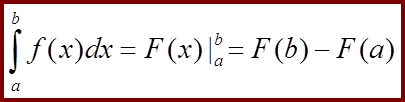 ∫ₐᵇ f(x)dx = F(x)|ₐᵇ = F(b) − F(a)